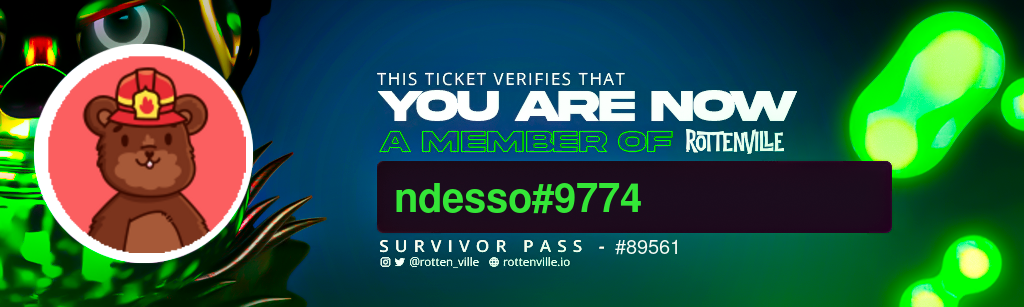 THIS TICKET VERIFIES THAT
YOU ARE NOW
A MEMBER OF ROTTENVILLE
ndesso#9774
SURVIVOR PASS - #89561
@rotten_ville rottenville.io